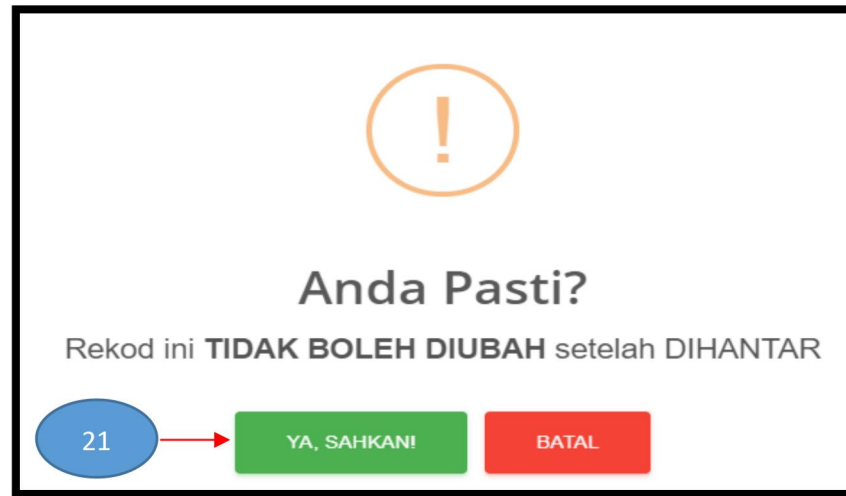 !
Anda Pasti?
Rekod ini TIDAK BOLEH DIUBAH setelah DIHANTAR
21 YA, SAHKAN! BATAL